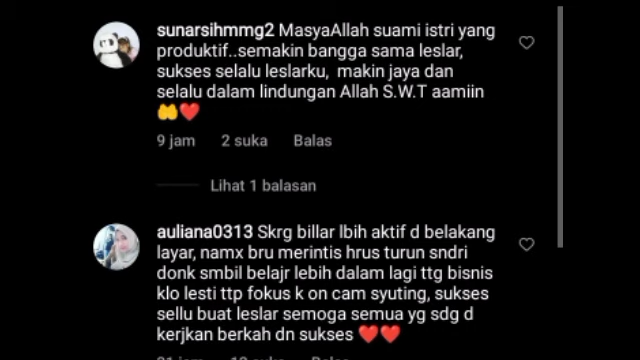 sunarsihmmg2 MasyaAllah suami istri yang
produktif..semakin bangga sama leslar,
sukses selalu leslarku, makin jaya dan
selalu dalam lindungan Allah S.W.T aamiin
🤲❤️
9 jam 2 suka Balas
Lihat 1 balasan
auliana0313 Skrg billar lbih aktif d belakang
layar, namx bru merintis hrus turun sndri
donk smbil belajr lebih dalam lagi ttg bisnis
klo lesti ttp fokus k on cam syuting, sukses
sellu buat leslar semoga semua yg sdg d
kerjkan berkah dn sukses ❤️❤️